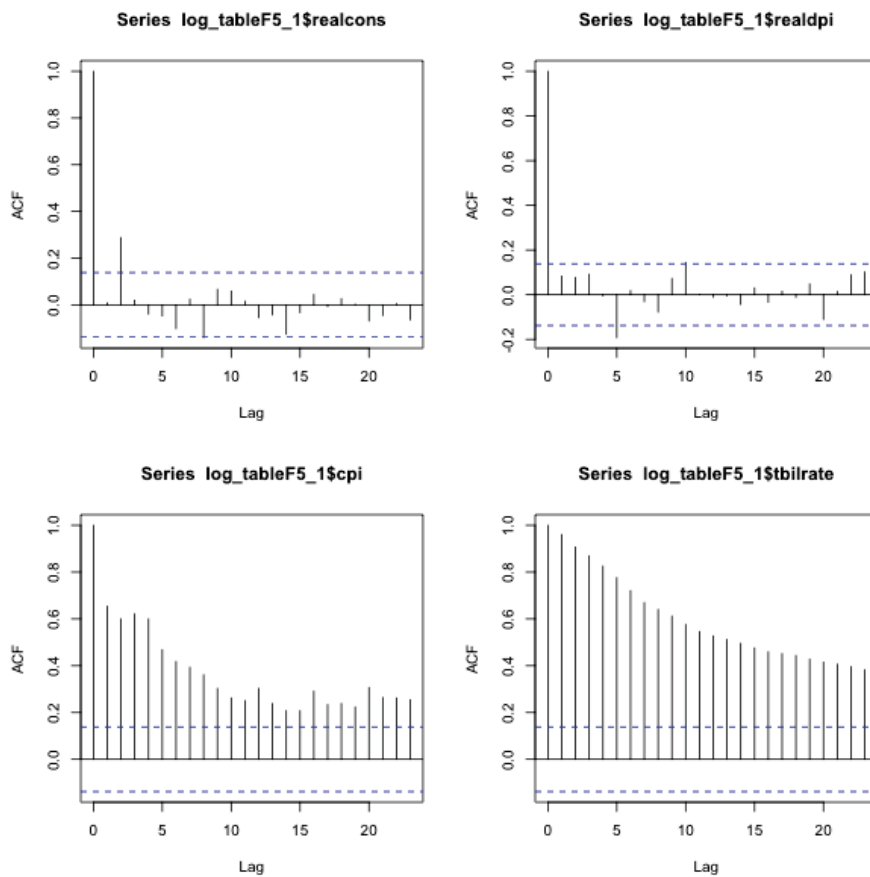 Series log_tableF5_1$realcons
1.0
0.8
0.6
0.4
0.2
0.0
ACF
0 5 10 15 20
Lag
Series log_tableF5_1$realdpi
1.0
0.8
0.6
0.4
0.2
0.0
-0.2
ACF
0 5 10 15 20
Lag
Series log_tableF5_1$cpi
1.0
0.8
0.6
0.4
0.2
0.0
ACF
0 5 10 15 20
Lag
Series log_tableF5_1$tbilrate
1.0
0.8
0.6
0.4
0.2
0.0
ACF
0 5 10 15 20
Lag